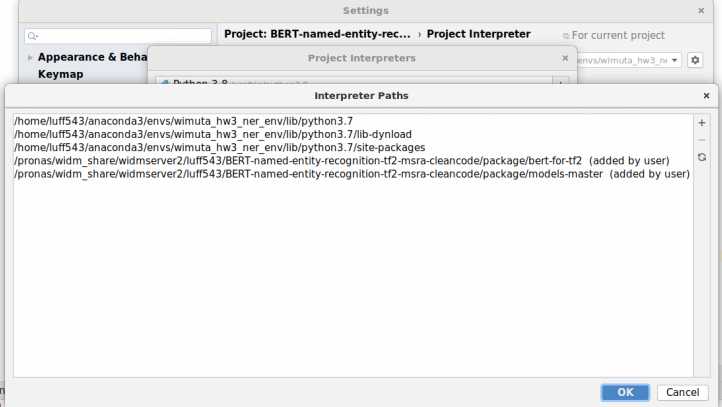 Settings
Project: BERT-named-entity-rec... › Project Interpreter
For current project
Appearance & Beha
Keymap
envs/wimuta_hw3_ne
Project Interpreters
Python 3.8
Interpreter Paths
/home/luff543/anaconda3/envs/wimuta_hw3_ner_env/lib/python3.7
/home/luff543/anaconda3/envs/wimuta_hw3_ner_env/lib/python3.7/lib-dynload
/home/luff543/anaconda3/envs/wimuta_hw3_ner_env/lib/python3.7/site-packages
/pronas/widm_share/widmserver2/luff543/BERT-named-entity-recognition-tf2-msra-cleancode/package/bert-for-tf2 (added by user)
/pronas/widm_share/widmserver2/luff543/BERT-named-entity-recognition-tf2-msra-cleancode/package/models-master (added by user)
OK
Cancel